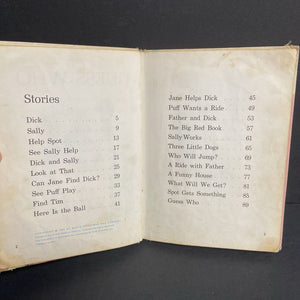 Stories
Dick 5
Sally 9
Help Spot 13
See Sally Help 17
Dick and Sally 21
Look at That 25
Can Jane Find Dick? 29
See Puff Play 33
Find Tim 37
Here Is the Ball 41
Jane Helps Dick 45
Puff Wants a Ride 49
Father and Dick 53
The Big Red Book 57
Sally Works 61
Three Little Dogs 65
Who Will Jump? 69
A Ride with Father 73
A Funny House 77
What Will We Get? 81
Spot Gets Something 85
Guess Who 89